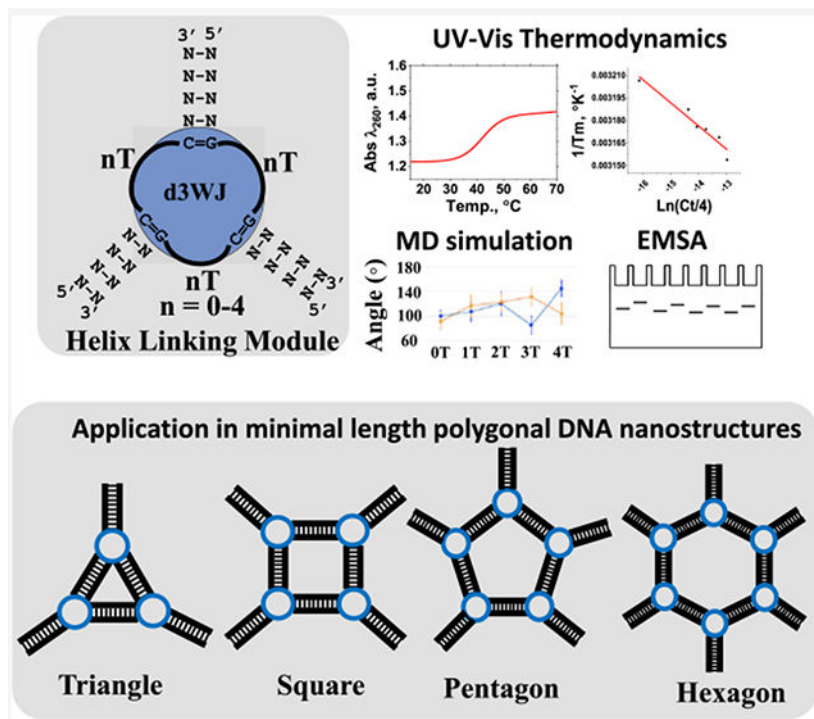 3′ 5′
N-N
N-N
N-N
N-N
C=G
nT
nT
d3WJ
C=G
C=G
N-N
N-N
N-N
N-N
N-N
N-N
N-N
N-N
5′
3′
nT
3′
5′
n = 0-4
Helix Linking Module
UV-Vis Thermodynamics
Abs λ260, a.u.
1.6
1.5
1.4
1.3
1.2
20 30 40 50 60 70
Temp., °C
1/Tm, °K-1
0.003210
0.003195
0.003180
0.003165
0.003150
-16 -15 -14 -13
Ln(Ct/4)
MD simulation
Angle (°)
180
140
100
60
0T 1T 2T 3T 4T
EMSA
Application in minimal length polygonal DNA nanostructures
Triangle
Square
Pentagon
Hexagon